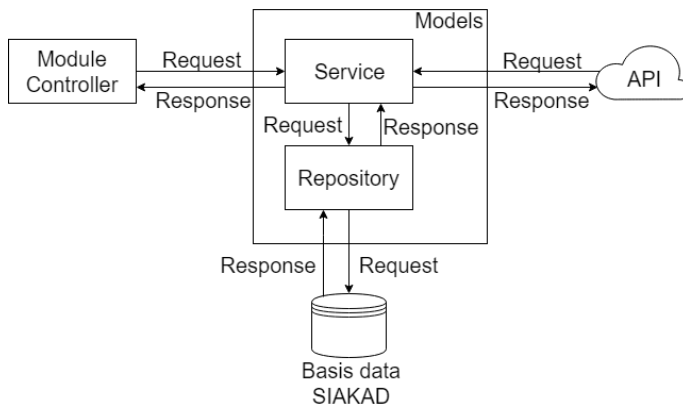 Models
Module
Controller
Request
Response
Service
Request
Response
API
Request
Response
Repository
Response
Request
Basis data
SIAKAD